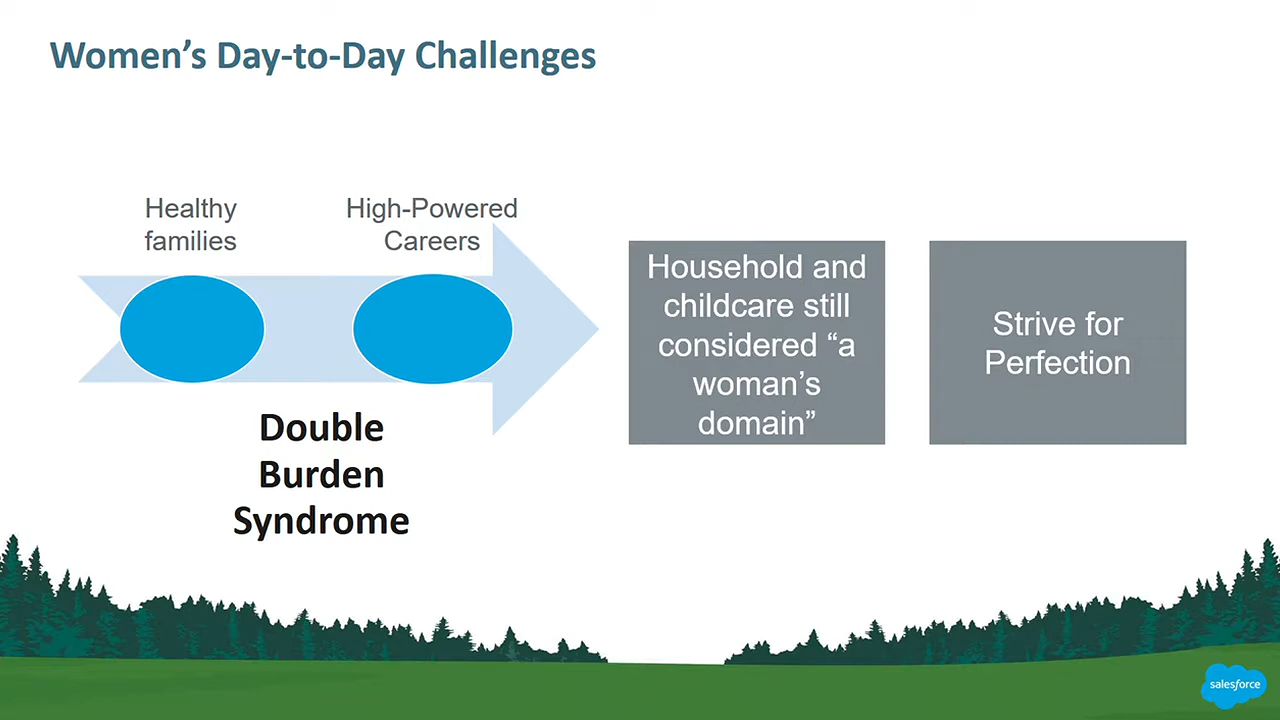 Women’s Day-to-Day Challenges
Healthy
families
High-Powered
Careers
Double
Burden
Syndrome
Household and
childcare still
considered “a
woman’s
domain”
Strive for
Perfection
salesforce